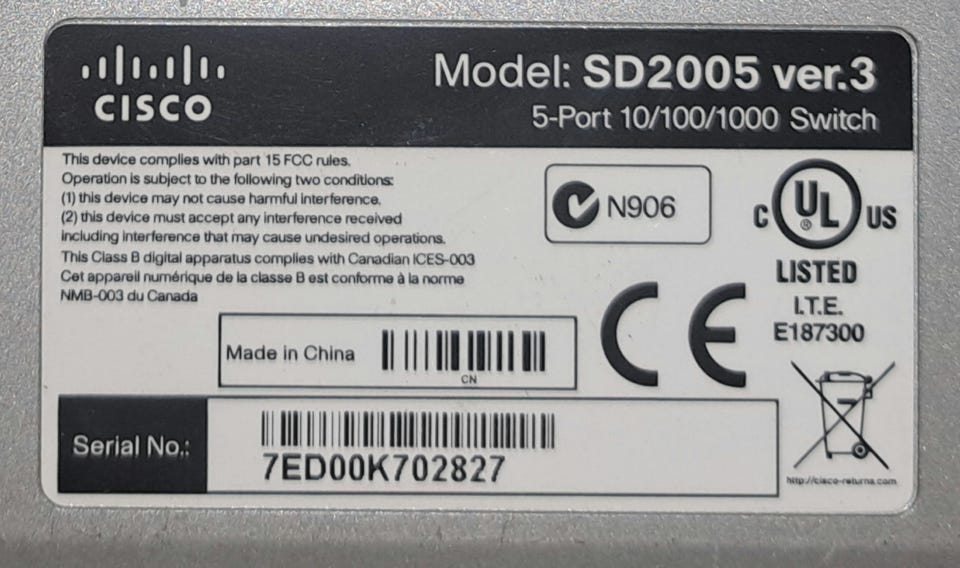 CISCO
Model: SD2005 ver.3
5-Port 10/100/1000 Switch
This device complies with part 15 FCC rules.
Operation is subject to the following two conditions:
(1) this device may not cause harmful interference.
(2) this device must accept any interference received
including interference that may cause undesired operations.
This Class B digital apparatus complies with Canadian ICES-003
Cet appareil numérique de la classe B est conforme à la norme
NMB-003 du Canada
N906
C UL ® US
LISTED
I.T.E.
E187300
CE
Made in China
CN
Serial No.:
7ED00K702827
http://cisco-returns.com